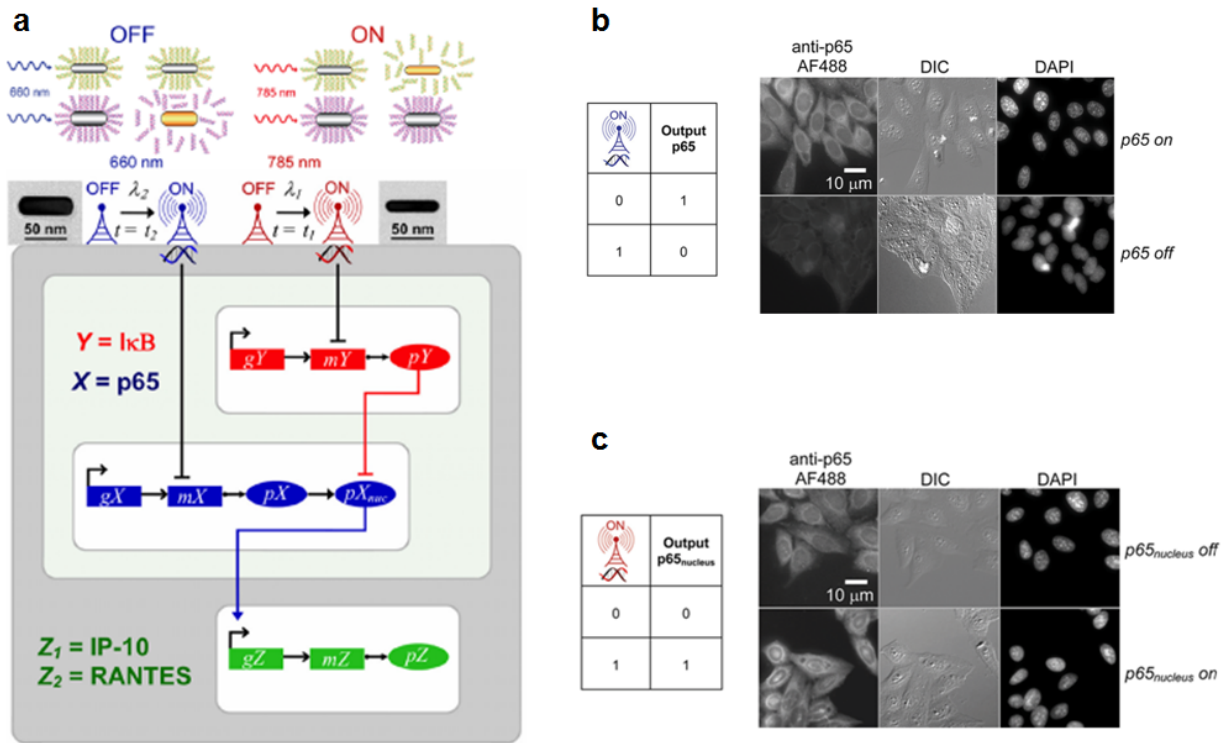 a
OFF
ON
660 nm
785 nm
660 nm
785 nm
OFF λ2 ON
t = t2
OFF λ1 ON
t = t1
50 nm
50 nm
Y = IκB
X = p65
gY
mY
pY
gX
mX
pX
pXnuc
Z1 = IP-10
Z2 = RANTES
gZ
mZ
pZ
b
ON
Output
p65
0 1
1 0
anti-p65
AF488
DIC
DAPI
10 μm
p65 on
p65 off
c
ON
Output
p65nucleus
0 0
1 1
anti-p65
AF488
DIC
DAPI
10 μm
p65nucleus off
p65nucleus on